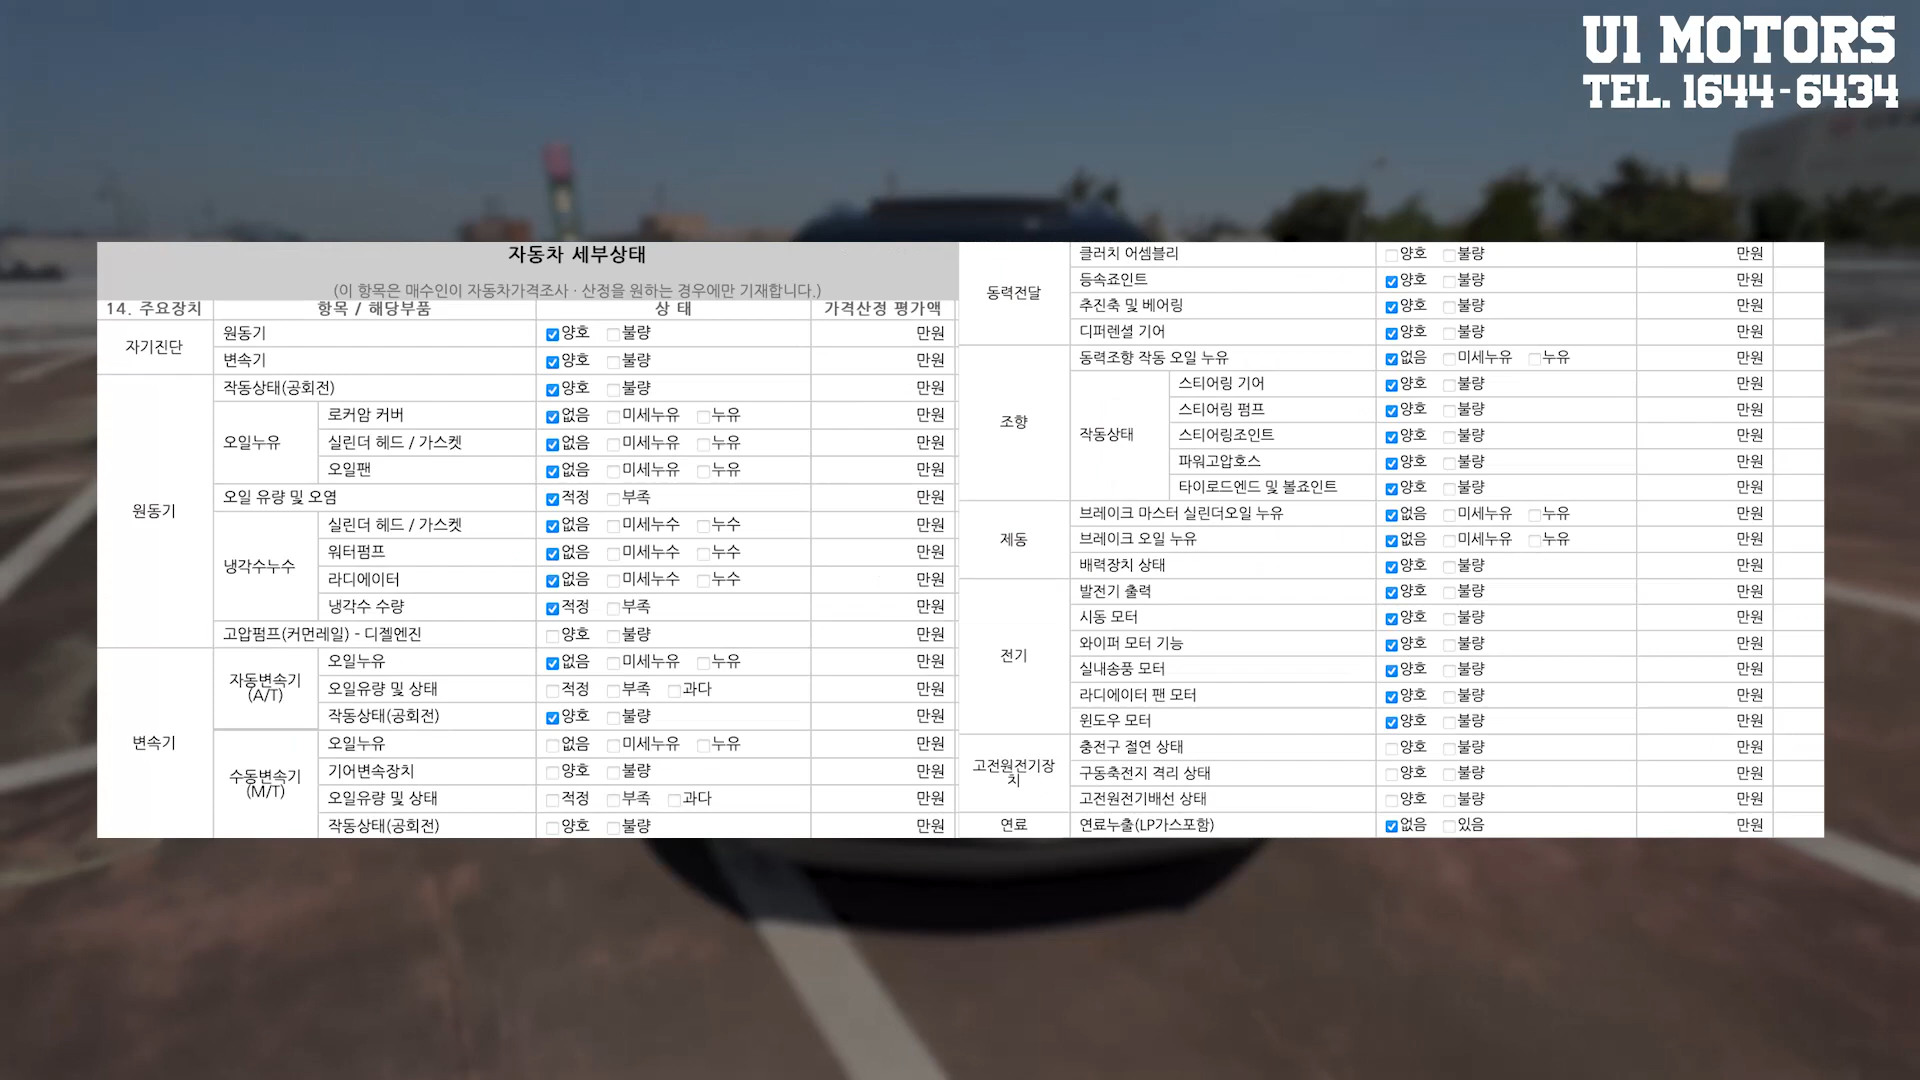 U1 MOTORS
TEL. 1644-6434
자동차 세부상태
(이 항목은 매수인이 자동차가격조사 · 산정을 원하는 경우에만 기재합니다.)
14. 주요장치 항목 / 해당부품 상 태 가격산정 평가액
자기진단
원동기 양호 불량 만원
변속기 양호 불량 만원
원동기
작동상태(공회전) 양호 불량 만원
오일누유
로커암 커버 없음 미세누유 누유 만원
실린더 헤드 / 가스켓 없음 미세누유 누유 만원
오일팬 없음 미세누유 누유 만원
오일 유량 및 오염 적정 부족 만원
냉각수누수
실린더 헤드 / 가스켓 없음 미세누수 누수 만원
워터펌프 없음 미세누수 누수 만원
라디에이터 없음 미세누수 누수 만원
냉각수 수량 적정 부족 만원
고압펌프(커먼레일) - 디젤엔진 양호 불량 만원
변속기
자동변속기
(A/T)
오일누유 없음 미세누유 누유 만원
오일유량 및 상태 적정 부족 과다 만원
작동상태(공회전) 양호 불량 만원
수동변속기
(M/T)
오일누유 없음 미세누유 누유 만원
기어변속장치 양호 불량 만원
오일유량 및 상태 적정 부족 과다 만원
작동상태(공회전) 양호 불량 만원
동력전달
클러치 어셈블리 양호 불량 만원
등속죠인트 양호 불량 만원
추진축 및 베어링 양호 불량 만원
디퍼렌셜 기어 양호 불량 만원
조향
동력조향 작동 오일 누유 없음 미세누유 누유 만원
작동상태
스티어링 기어 양호 불량 만원
스티어링 펌프 양호 불량 만원
스티어링조인트 양호 불량 만원
파워고압호스 양호 불량 만원
타이로드엔드 및 볼죠인트 양호 불량 만원
제동
브레이크 마스터 실린더오일 누유 없음 미세누유 누유 만원
브레이크 오일 누유 없음 미세누유 누유 만원
배력장치 상태 양호 불량 만원
전기
발전기 출력 양호 불량 만원
시동 모터 양호 불량 만원
와이퍼 모터 기능 양호 불량 만원
실내송풍 모터 양호 불량 만원
라디에이터 팬 모터 양호 불량 만원
윈도우 모터 양호 불량 만원
고전원전기장
치
충전구 절연 상태 양호 불량 만원
구동축전지 격리 상태 양호 불량 만원
고전원전기배선 상태 양호 불량 만원
연료
연료누출(LP가스포함) 없음 있음 만원